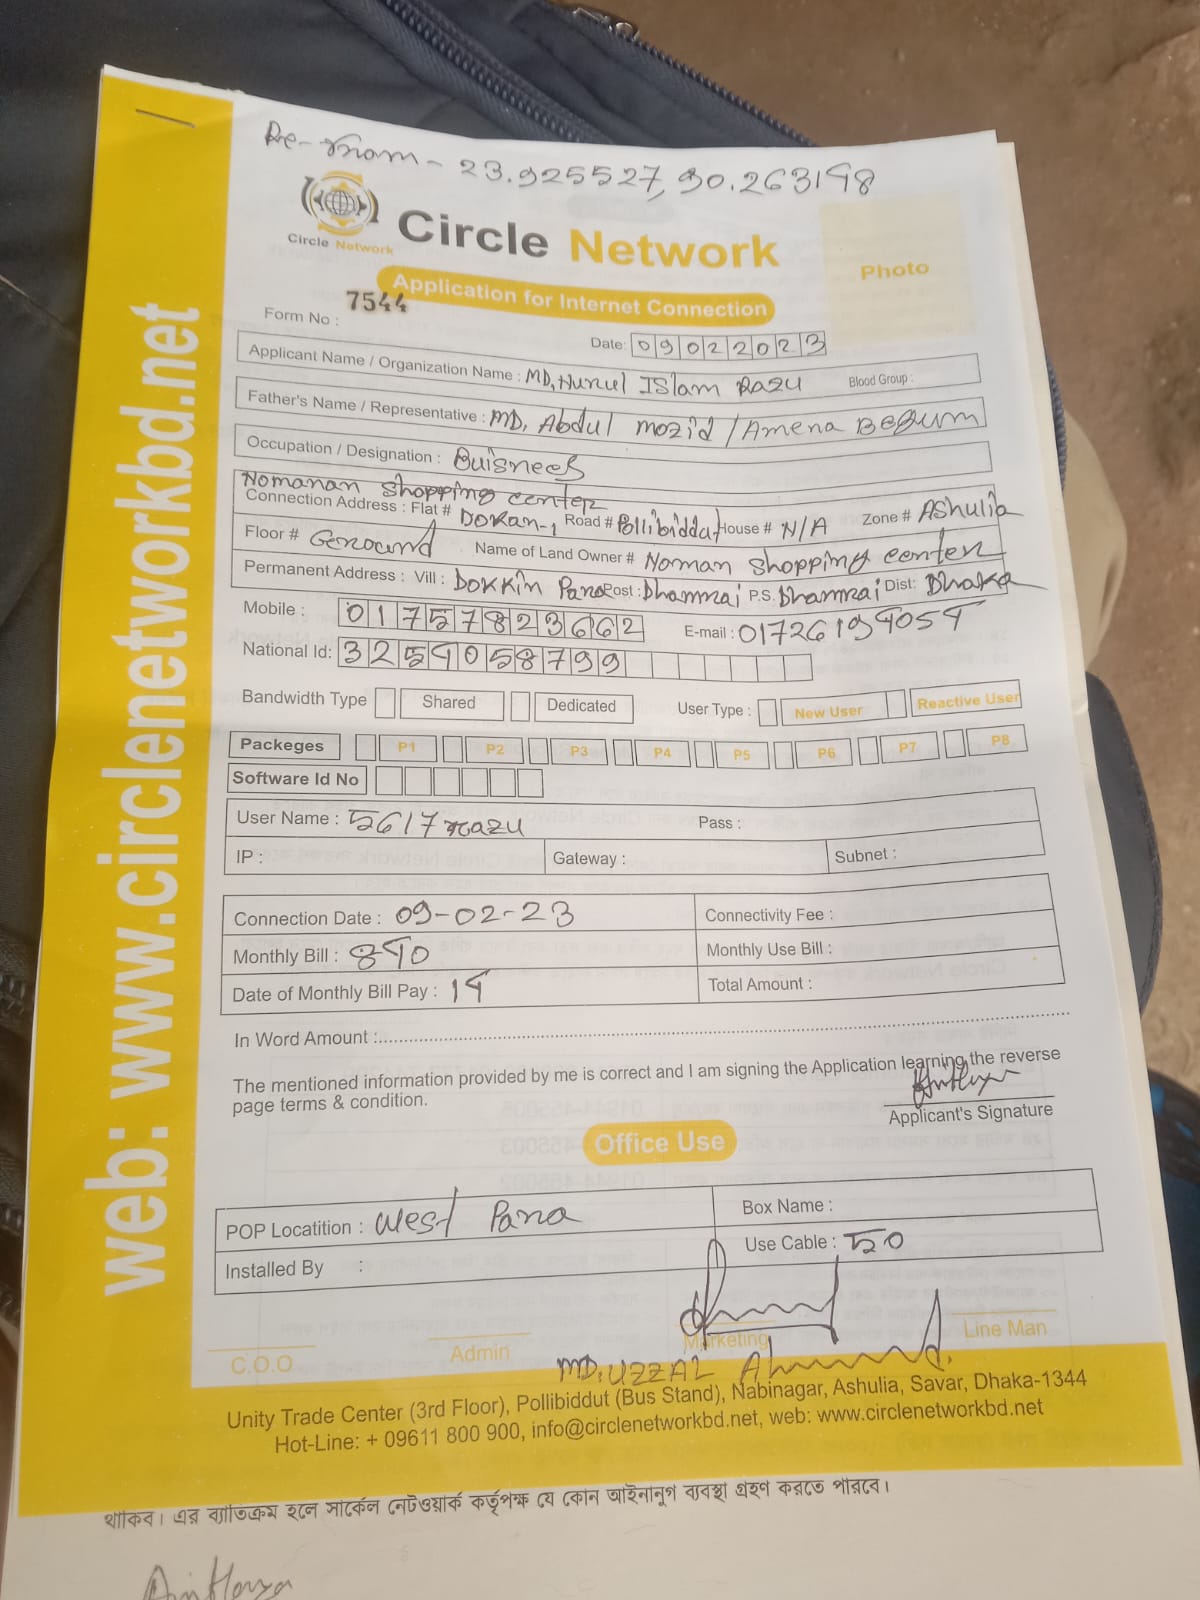 23.925527, 90.263198
Circle Network
Circle Network
Photo
Application for Internet Connection
Form No : 7544
Date: 09022023
Applicant Name / Organization Name : MD, Nurul ISlam Razu Blood Group :
Father's Name / Representative : MD, Abdul Mozid / Amena Begum
Occupation / Designation : Buisness
Nomanan Shopping center
Connection Address : Flat # Dokan-1 Road # Pollibiddut House # N/A Zone # AShulia
Floor # Geround Name of Land Owner # Noman Shopping center
Permanent Address : Vill : Dokkin Para Post : Dhamrai P.S. Dhamrai Dist: Dhaka
Mobile : 01757823662 E-mail : 01726194054
National Id: 3254058799
Bandwidth Type Shared Dedicated User Type : New User Reactive User
Packeges P1 P2 P3 P4 P5 P6 P7 P8
Software Id No
User Name : 5617razu Pass :
IP : Gateway : Subnet :
Connection Date : 09-02-23 Connectivity Fee :
Monthly Bill : 840 Monthly Use Bill :
Date of Monthly Bill Pay : 14 Total Amount :
In Word Amount :
The mentioned information provided by me is correct and I am signing the Application learning the reverse
page terms & condition.
Applicant's Signature
Office Use
POP Locatition : West Para Box Name :
Installed By : Use Cable : 50
C.O.O Admin Marketing Line Man
MD. UZZAL Ahmed.
Unity Trade Center (3rd Floor), Pollibiddut (Bus Stand), Nabinagar, Ashulia, Savar, Dhaka-1344
Hot-Line: + 09611 800 900, info@circlenetworkbd.net, web: www.circlenetworkbd.net
web: www.circlenetworkbd.net
থাকিব। এর ব্যাতিক্রম হলে সার্কেল নেটওয়ার্ক কর্তৃপক্ষ যে কোন আইনানুগ ব্যবস্থা গ্রহণ করতে পারবে।